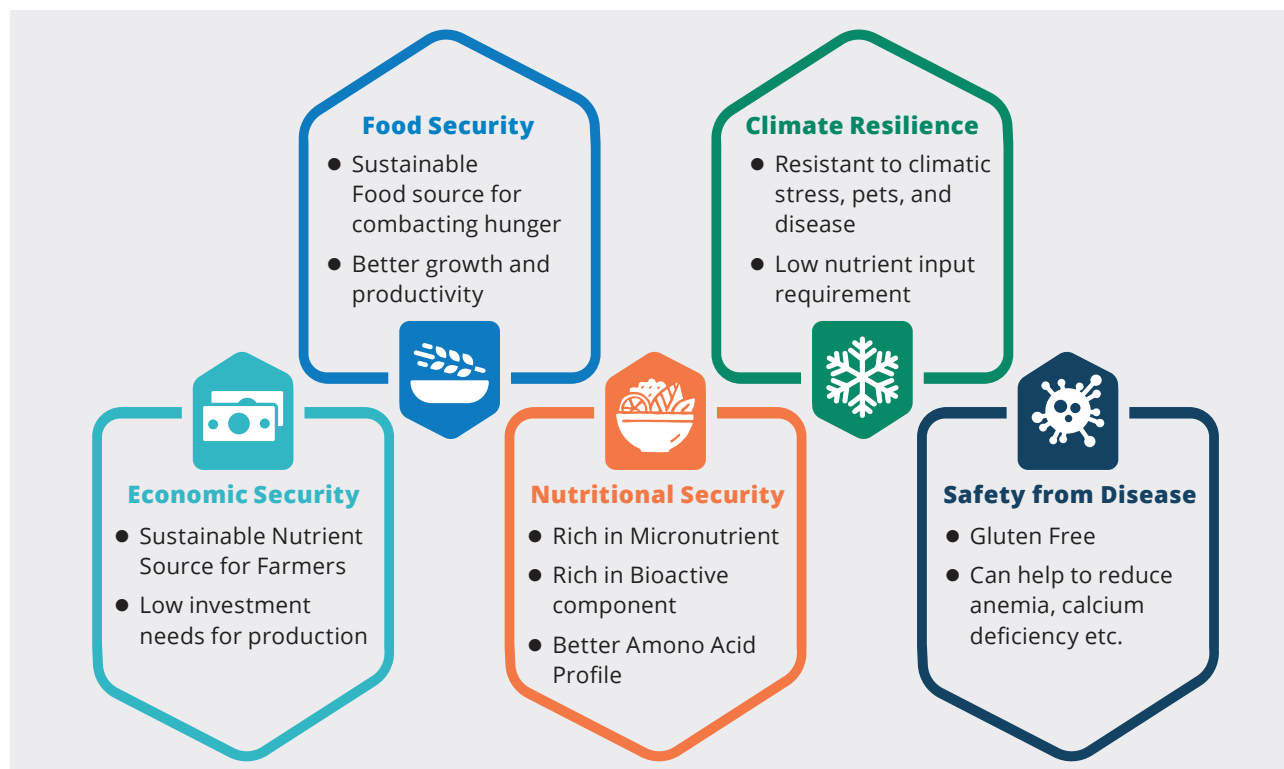 Food Security
● Sustainable
Food source for
combacting hunger
● Better growth and
productivity
Climate Resilience
● Resistant to climatic
stress, pets, and
disease
● Low nutrient input
requirement
Economic Security
● Sustainable Nutrient
Source for Farmers
● Low investment
needs for production
Nutritional Security
● Rich in Micronutrient
● Rich in Bioactive
component
● Better Amono Acid
Profile
Safety from Disease
● Gluten Free
● Can help to reduce
anemia, calcium
deficiency etc.